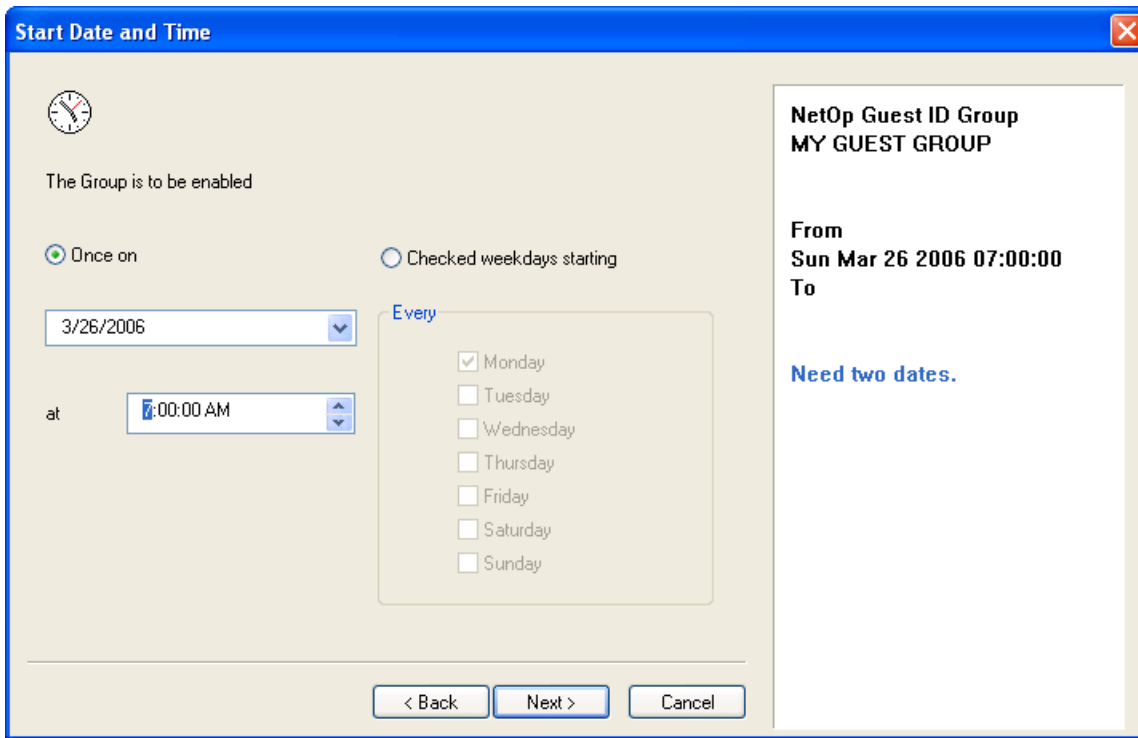 Start Date and Time
The Group is to be enabled
Once on
Checked weekdays starting
3/26/2006
at
7:00:00 AM
Every
Monday
Tuesday
Wednesday
Thursday
Friday
Saturday
Sunday
< Back
Next >
Cancel
NetOp Guest ID Group
MY GUEST GROUP
From
Sun Mar 26 2006 07:00:00
To
Need two dates.